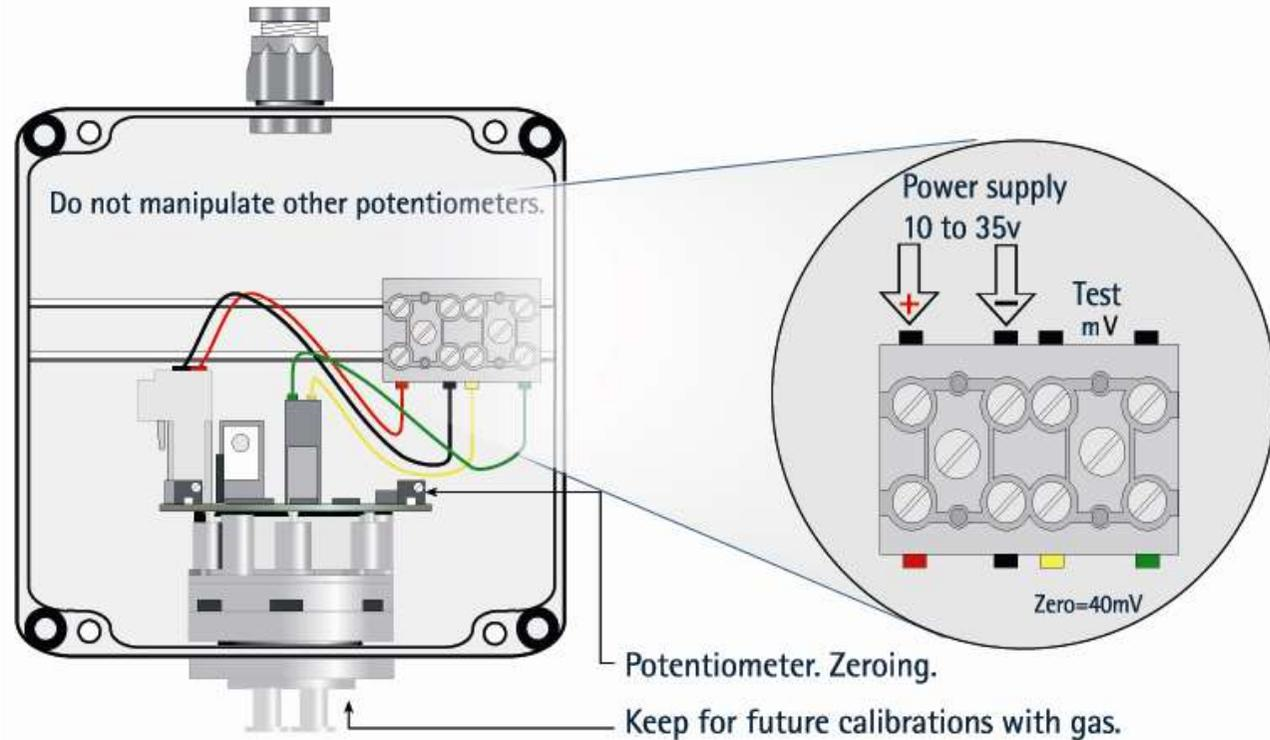 Do not manipulate other potentiometers.
Power supply
10 to 35v
+
−
Test
mV
Zero=40mV
Potentiometer. Zeroing.
Keep for future calibrations with gas.